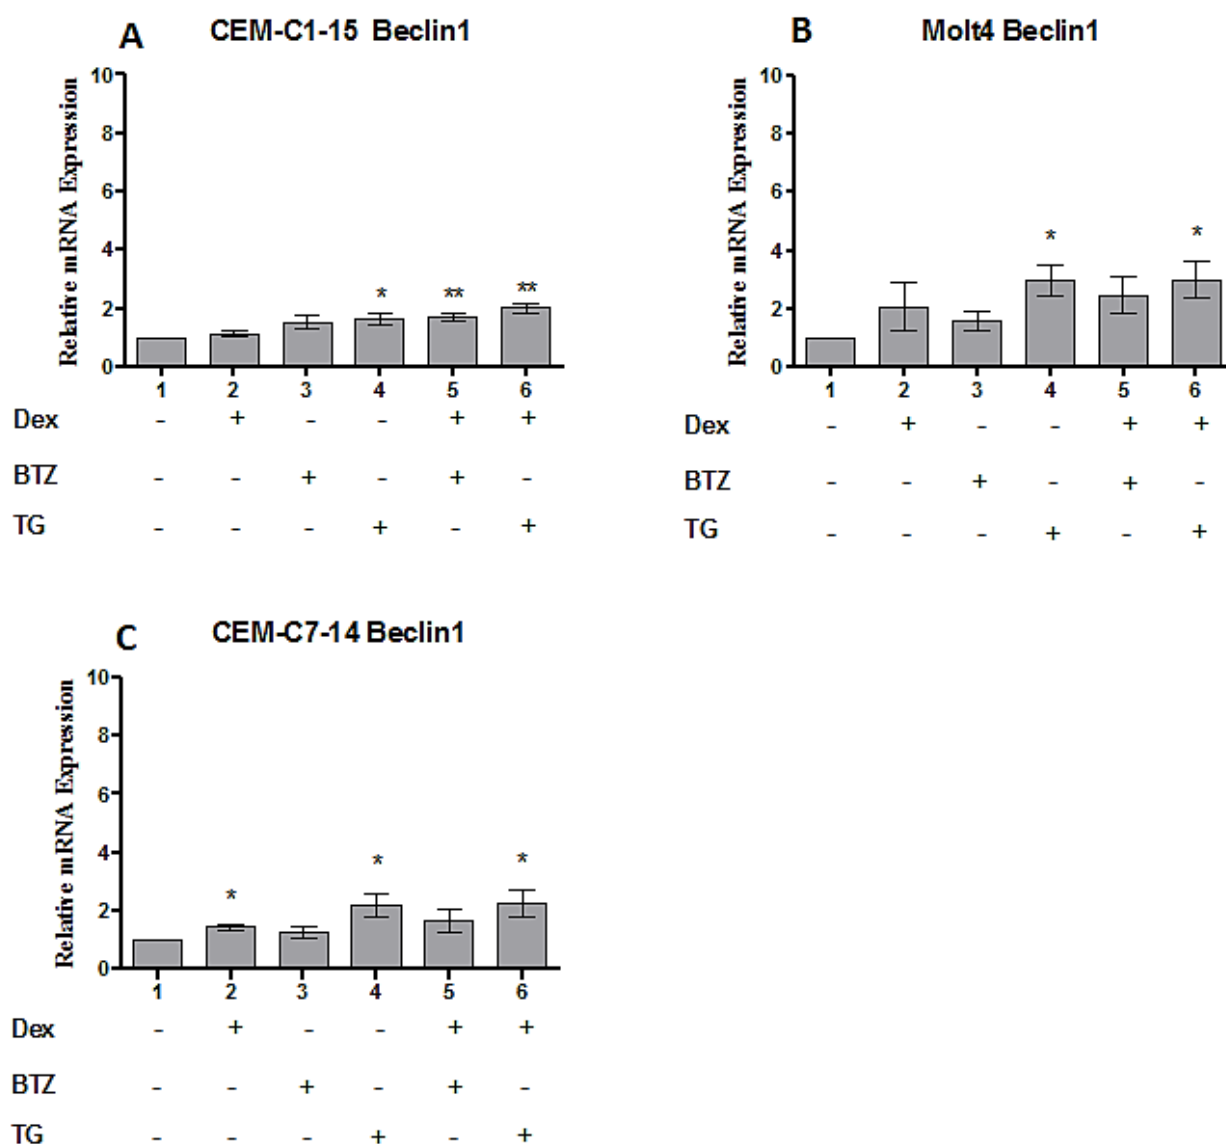 A CEM-C1-15 Beclin1
Relative mRNA Expression
10
8
6
4
2
0
* ** **
1 2 3 4 5 6
Dex - + - - + +
BTZ - - + - + -
TG - - - + - +
B Molt4 Beclin1
Relative mRNA Expression
10
8
6
4
2
0
* *
1 2 3 4 5 6
Dex - + - - + +
BTZ - - + - + -
TG - - - + - +
C CEM-C7-14 Beclin1
Relative mRNA Expression
10
8
6
4
2
0
* * *
1 2 3 4 5 6
Dex - + - - + +
BTZ - - + - + -
TG - - - + - +